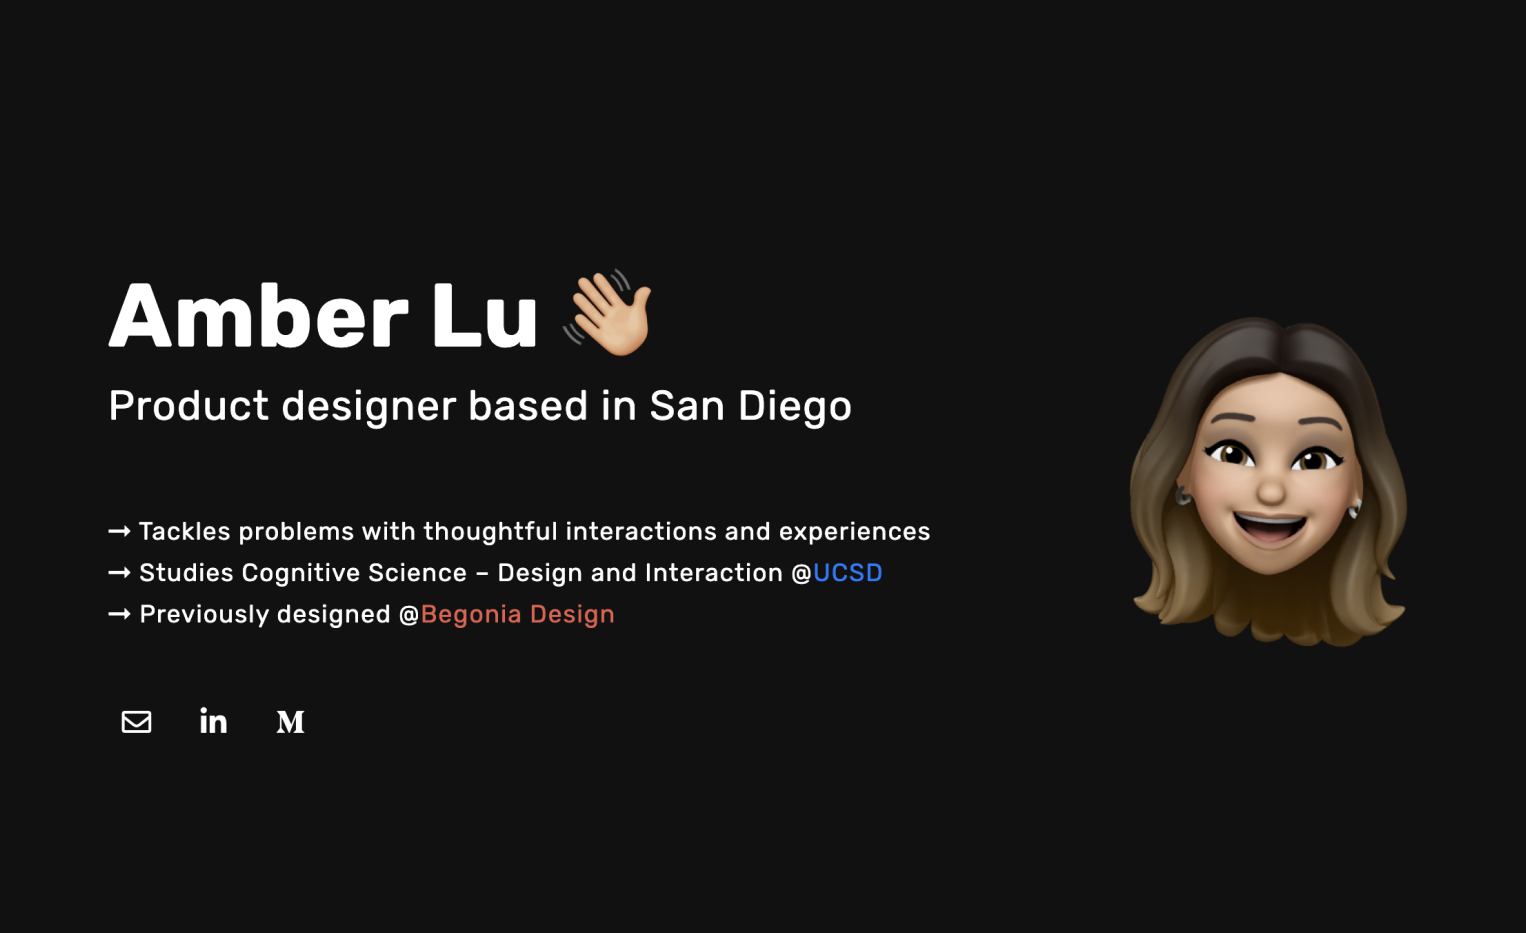 Amber Lu 👋🏼
Product designer based in San Diego
→ Tackles problems with thoughtful interactions and experiences
→ Studies Cognitive Science – Design and Interaction @UCSD
→ Previously designed @Begonia Design
in M